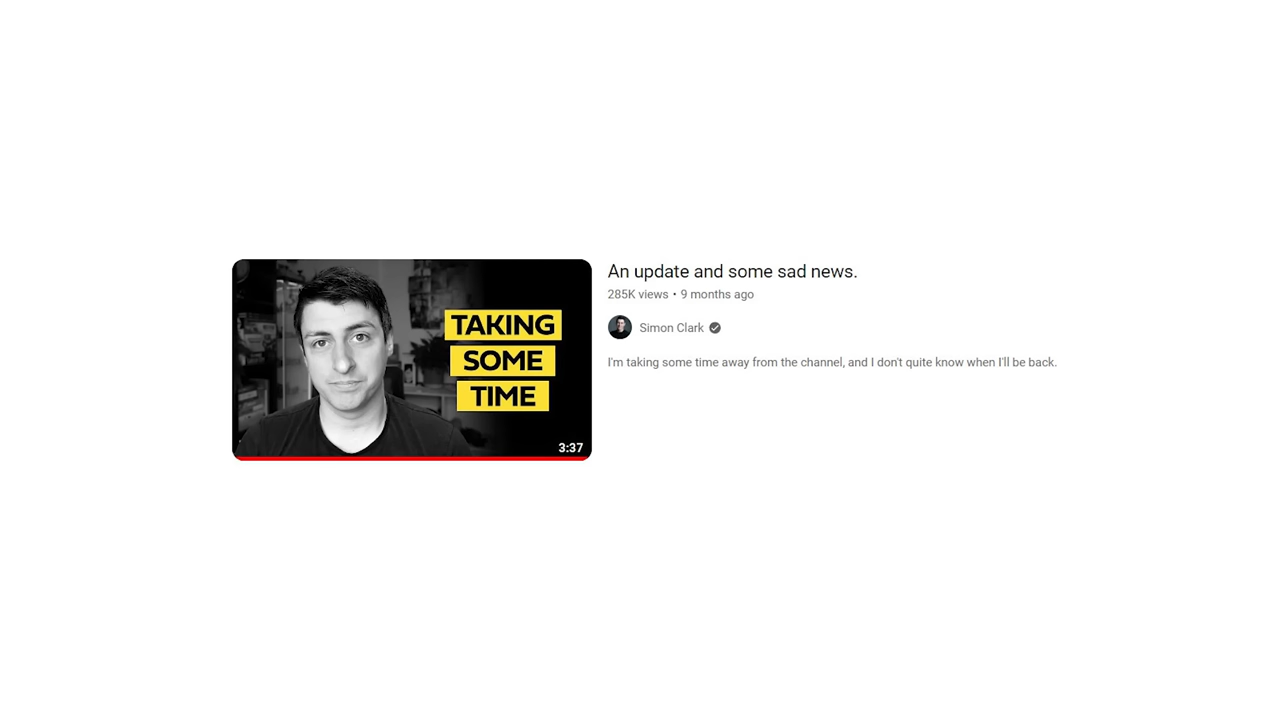 TAKING
SOME
TIME
3:37
An update and some sad news.
285K views • 9 months ago
Simon Clark
I'm taking some time away from the channel, and I don't quite know when I'll be back.